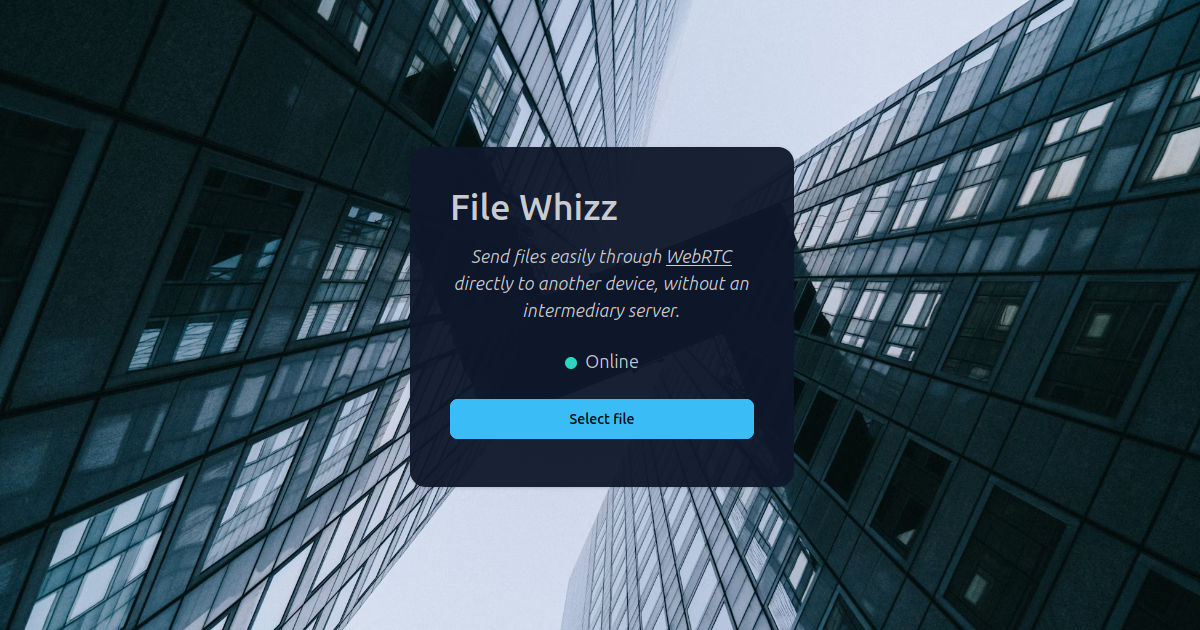 File Whizz
Send files easily through WebRTC
directly to another device, without an
intermediary server.
Online
Select file